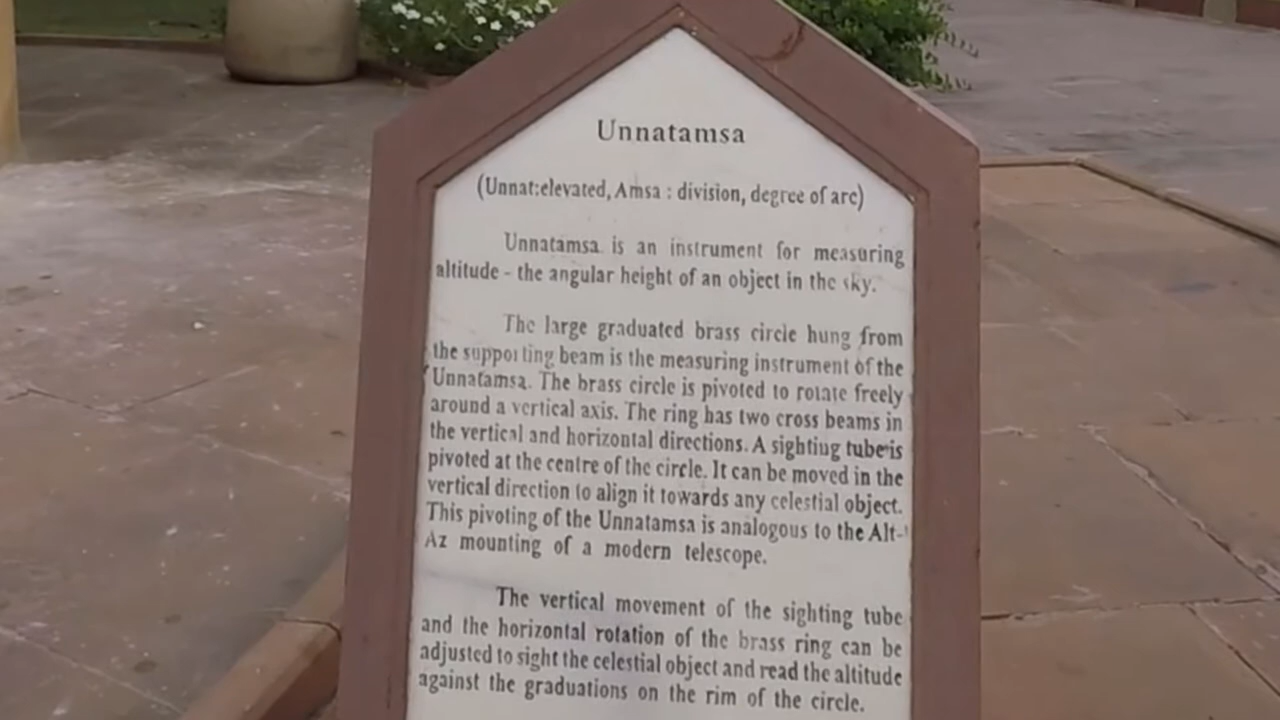 Unnatamsa
(Unnat:elevated, Amsa : division, degree of arc)
Unnatamsa is an instrument for measuring
altitude - the angular height of an object in the sky.
The large graduated brass circle hung from
the supporting beam is the measuring instrument of the
Unnatamsa. The brass circle is pivoted to rotate freely
around a vertical axis. The ring has two cross beams in
the vertical and horizontal directions. A sighting tube is
pivoted at the centre of the circle. It can be moved in the
vertical direction to align it towards any celestial object.
This pivoting of the Unnatamsa is analogous to the Alt-
Az mounting of a modern telescope.
The vertical movement of the sighting tube
and the horizontal rotation of the brass ring can be
adjusted to sight the celestial object and read the altitude
against the graduations on the rim of the circle.